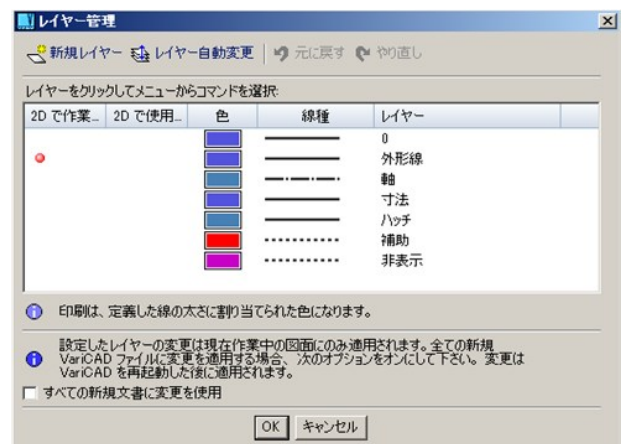 レイヤー管理
新規レイヤー レイヤー自動変更 元に戻す やり直し
レイヤーをクリックしてメニューからコマンドを選択:
2D で作業... 2D で使用... 色 線種 レイヤー
0
外形線
軸
寸法
ハッチ
補助
非表示
印刷は、定義した線の太さに割り当てられた色になります。
設定したレイヤーの変更は現在作業中の図面にのみ適用されます。全ての新規
VariCAD ファイルに変更を適用する場合、次のオプションをオンにして下さい。変更は
VariCAD を再起動した後に適用されます。
すべての新規文書に変更を使用
OK キャンセル